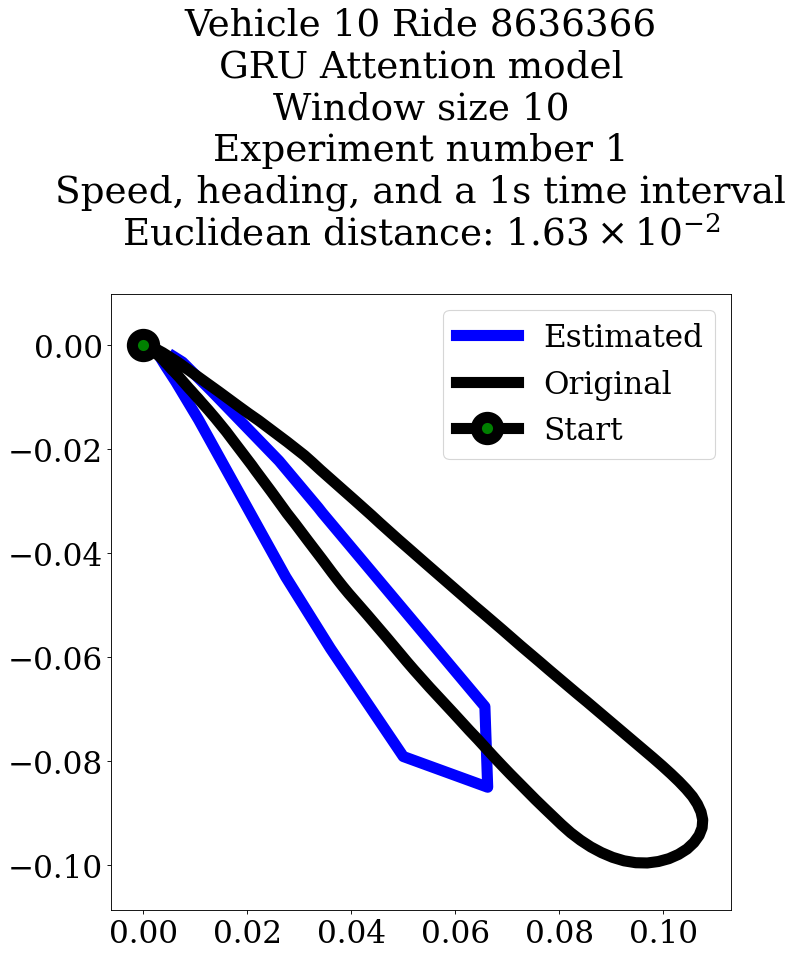 Vehicle 10 Ride 8636366
GRU Attention model
Window size 10
Experiment number 1
Speed, heading, and a 1s time interval
Euclidean distance: 1.63 × 10⁻²
Estimated
Original
Start
0.00
−0.02
−0.04
−0.06
−0.08
−0.10
0.00 0.02 0.04 0.06 0.08 0.10